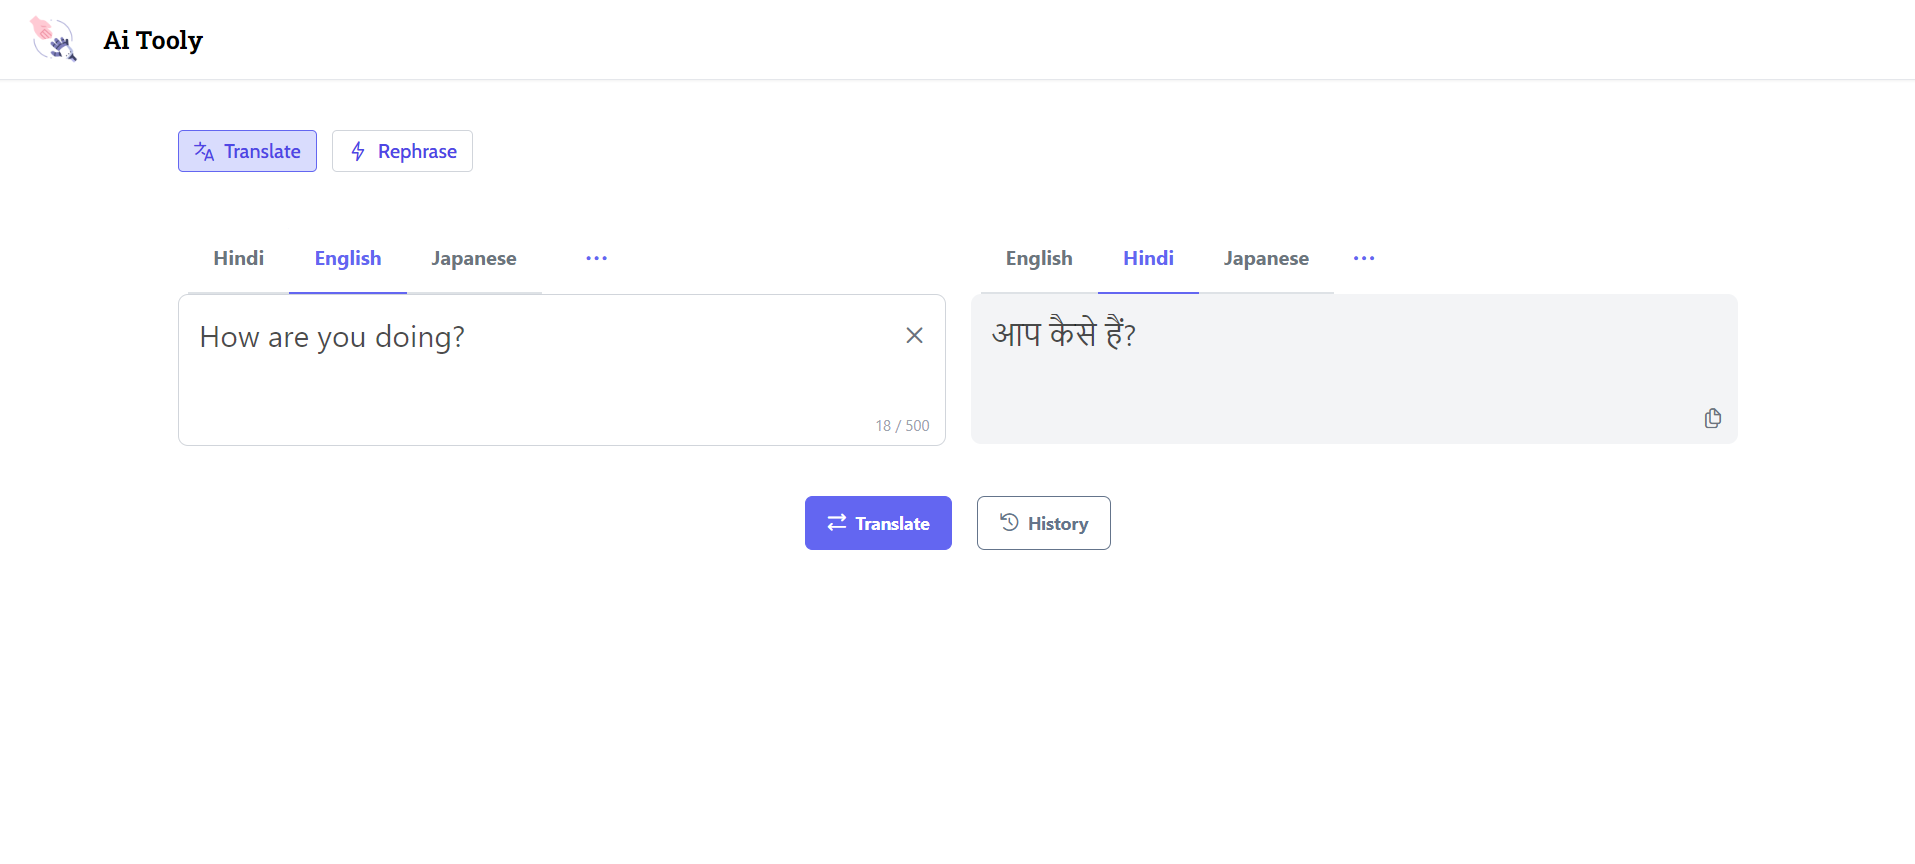 Ai Tooly
Translate
Rephrase
Hindi English Japanese ...
English Hindi Japanese ...
How are you doing?
18 / 500
आप कैसे हैं?
Translate
History